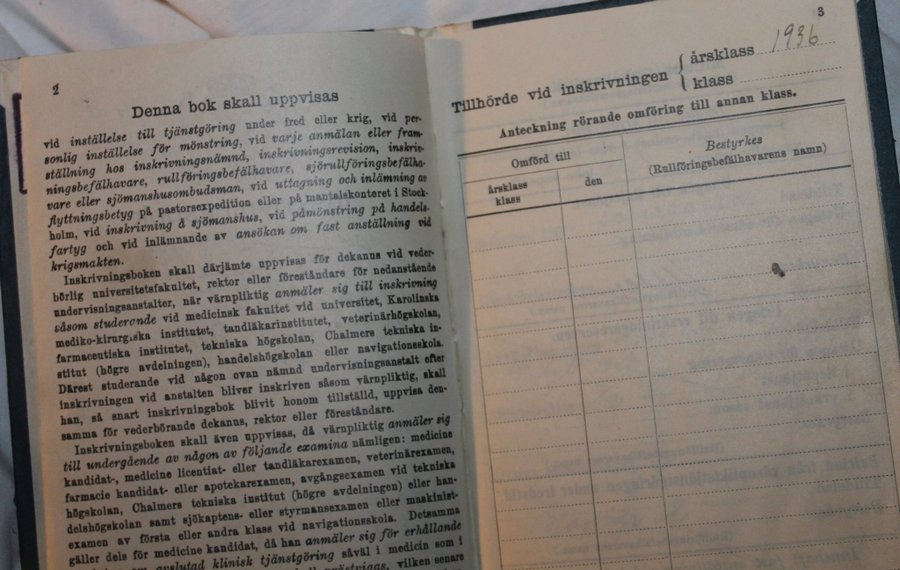 2
Denna bok skall uppvisas
vid inställelse till tjänstgöring under fred eller krig, vid per-
sonlig inställelse för mönstring, vid varje anmälan eller fram-
ställning hos inskrivningsnämnd, inskrivningsrevision, inskriv-
ningsbefälhavare, rullföringsbefälhavare, sjörullföringsbefälha-
vare eller sjömanshusombudsman, vid uttagning och inlämning av
flyttningsbetyg på pastorsexpedition eller på mantalskontoret i Stock-
holm, vid inskrivning å sjömanshus, vid påmönstring på handels-
fartyg och vid inlämnande av ansökan om fast anställning vid
krigsmakten.
Inskrivningsboken skall därjämte uppvisas för dekanus vid veder-
börlig universitetsfakultet, rektor eller föreståndare för nedanstående
undervisningsanstalter, när värnpliktig anmäler sig till inskrivning
såsom studerande vid medicinsk fakultet vid universitet, Karolinska
mediko-kirurgiska institutet, tandläkarinstitutet, veterinärhögskolan,
farmaceutiska institutet, tekniska högskolan, Chalmers tekniska in-
stitut (högre avdelningen), handelshögskolan eller navigationsskola.
Därest studerande vid någon ovan nämnd undervisningsanstalt efter
inskrivningen vid anstalten bliver inskriven såsom värnpliktig, skall
han, så snart inskrivningsbok blivit honom tillställd, uppvisa den-
samma för vederbörande dekanus, rektor eller föreståndare.
Inskrivningsboken skall även uppvisas, då värnpliktig anmäler sig
till undergående av någon av följande examina nämligen: medicine
kandidat-, medicine licentiat- eller tandläkarexamen, veterinärexamen,
farmacie kandidat- eller apotekarexamen, avgångsexamen vid tekniska
högskolan, Chalmers tekniska institut (högre avdelningen) eller han-
delshögskolan samt sjökaptens- eller styrmansexamen eller maskinist-
examen av första eller andra klass vid navigationsskola. Detsamma
gäller dels för medicine kandidat, då han anmäler sig för erhållande
avslutad klinisk tjänstgöring såväl i medicin som i
vilken senare
3
Tillhörde vid inskrivningen { årsklass 1936
klass
Anteckning rörande omföring till annan klass.
Omförd till
Bestyrkes
(Rullföringsbefälhavarens namn)
årsklass
klass
den